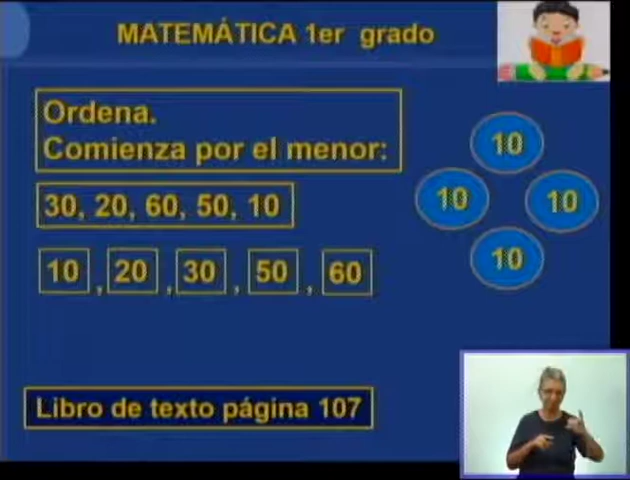 MATEMÁTICA 1er grado
Ordena.
Comienza por el menor:
30, 20, 60, 50, 10
10 , 20 , 30 , 50 , 60
10
10 10
10
Libro de texto página 107